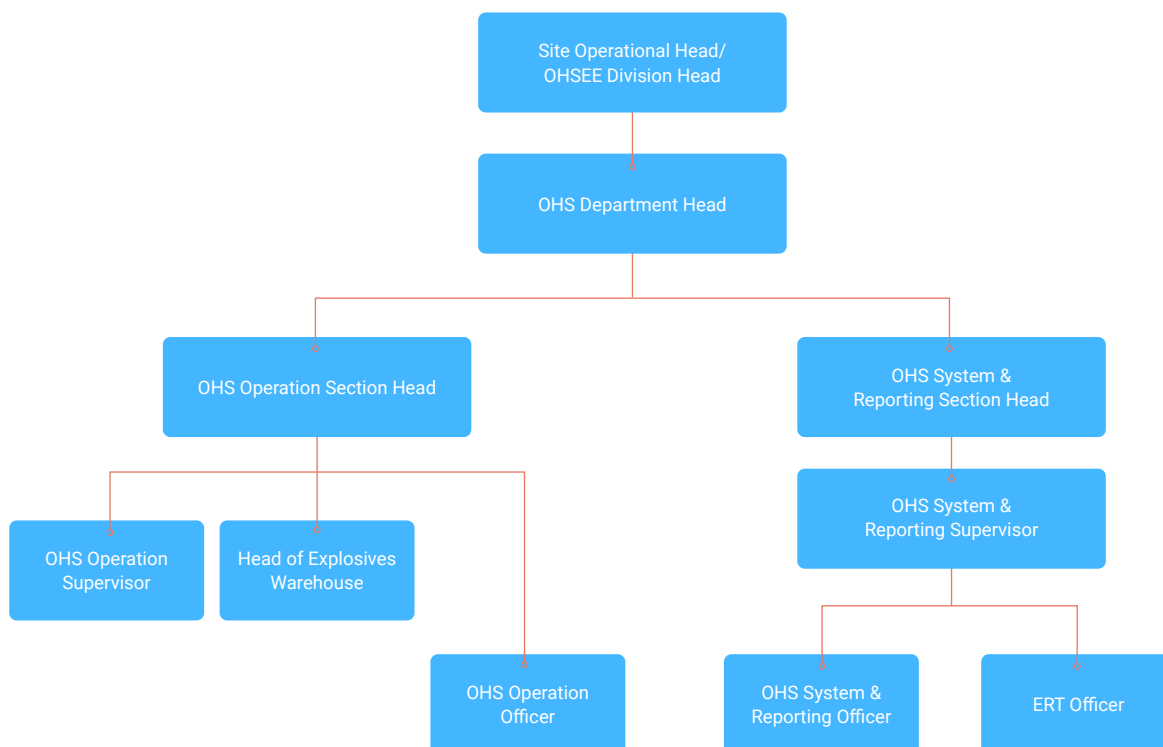 Site Operational Head/
OHSEE Division Head
OHS Department Head
OHS Operation Section Head
OHS System &
Reporting Section Head
OHS System &
Reporting Supervisor
OHS Operation
Supervisor
Head of Explosives
Warehouse
OHS Operation
Officer
OHS System &
Reporting Officer
ERT Officer